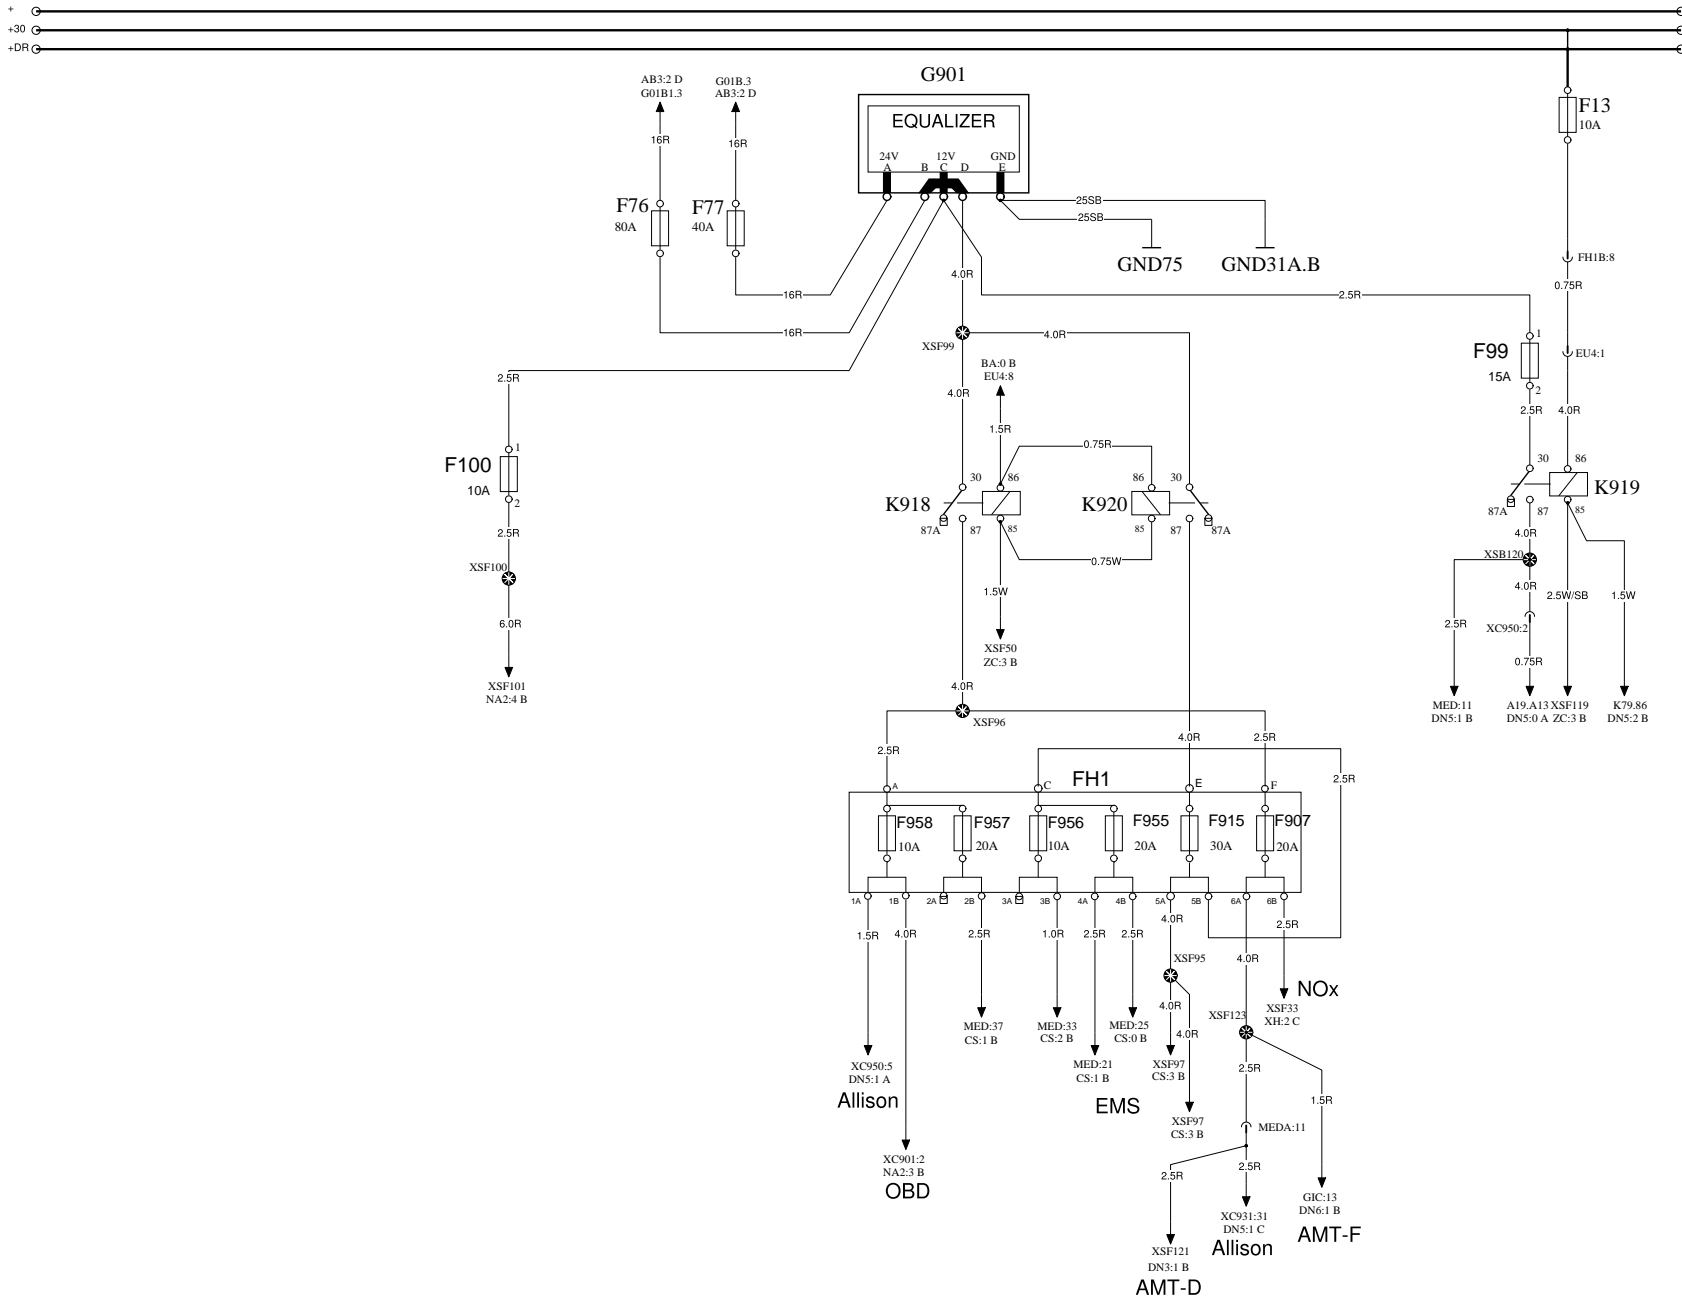 +
+30
+DR
G901
AB3:2 D
G01B1.3
G01B.3
AB3:2 D
EQUALIZER
24V
12V
GND
A
B
C
D
E
F13
10A
16R
16R
F76
80A
F77
40A
25SB
25SB
GND75
GND31A.B
FH1B:8
4.0R
0.75R
16R
2.5R
16R
XSF99
4.0R
1
F99
15A
2
EU4:1
BA:0 B
EU4:8
2.5R
4.0R
2.5R
4.0R
1.5R
0.75R
1
F100
10A
2
30
86
K918
87A
87
85
86
30
K920
85
87
87A
30
86
K919
87A
87
85
2.5R
4.0R
0.75W
XSF100
XSB120
1.5W
4.0R
2.5W/SB
1.5W
6.0R
2.5R
XC950:2
XSF50
ZC:3 B
0.75R
XSF101
NA2:4 B
4.0R
XSF96
MED:11
DN5:1 B
A19.A13
DN5:0 A
XSF119
ZC:3 B
K79.86
DN5:2 B
2.5R
4.0R
2.5R
2.5R
FH1
A
C
E
F
F958
10A
F957
20A
F956
10A
F955
20A
F915
30A
F907
20A
1A
1B
2A
2B
3A
3B
4A
4B
5A
5B
6A
6B
1.5R
4.0R
2.5R
1.0R
2.5R
2.5R
4.0R
2.5R
XSF95
4.0R
NOx
4.0R
4.0R
XSF33
XH:2 C
XSF123
MED:37
CS:1 B
MED:33
CS:2 B
MED:25
CS:0 B
XC950:5
DN5:1 A
Allison
MED:21
CS:1 B
EMS
XSF97
CS:3 B
2.5R
1.5R
XSF97
CS:3 B
MEDA:11
XC901:2
NA2:3 B
OBD
2.5R
2.5R
GIC:13
DN6:1 B
AMT-F
XC931:31
DN5:1 C
Allison
XSF121
DN3:1 B
AMT-D